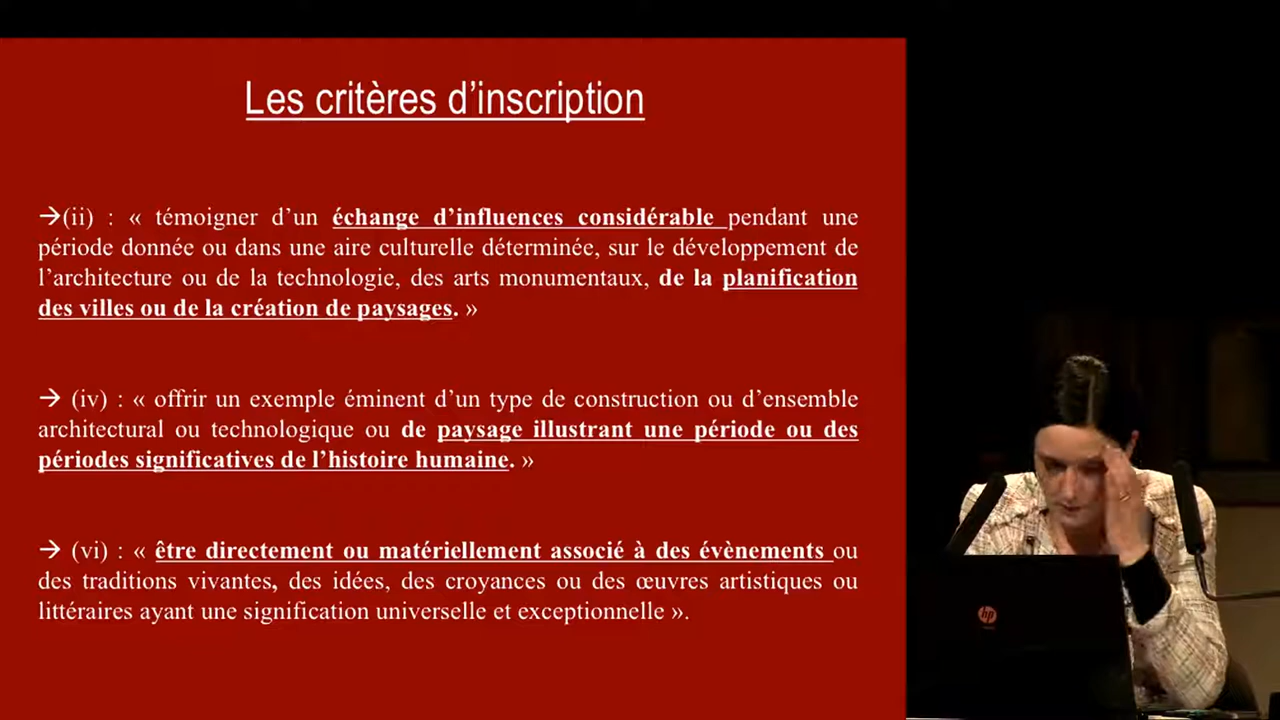 Les critères d’inscription
→(ii) : « témoigner d’un échange d’influences considérable pendant une
période donnée ou dans une aire culturelle déterminée, sur le développement de
l’architecture ou de la technologie, des arts monumentaux, de la planification
des villes ou de la création de paysages. »
→ (iv) : « offrir un exemple éminent d’un type de construction ou d’ensemble
architectural ou technologique ou de paysage illustrant une période ou des
périodes significatives de l’histoire humaine. »
→ (vi) : « être directement ou matériellement associé à des évènements ou
des traditions vivantes, des idées, des croyances ou des œuvres artistiques ou
littéraires ayant une signification universelle et exceptionnelle ».
hp